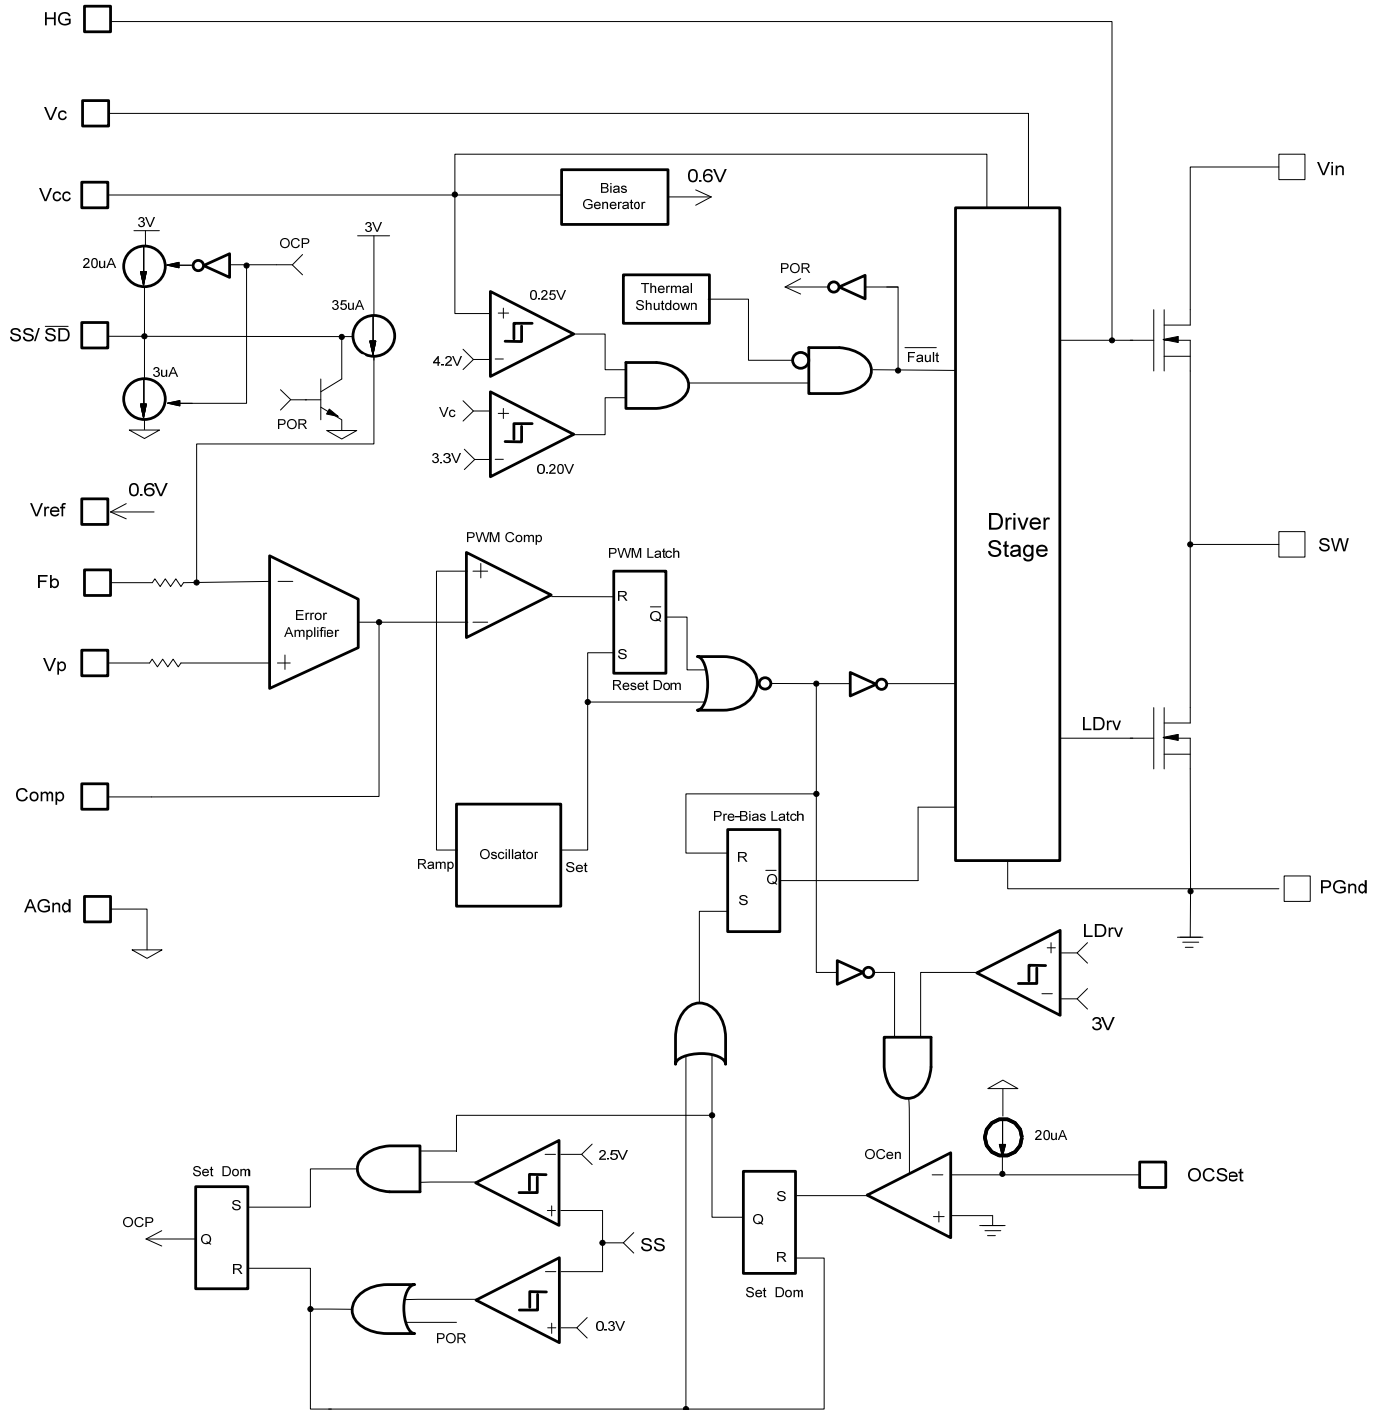 HG
Vc
Vin
Vcc
Bias
Generator
0.6V
3V
3V
OCP
20uA
POR
Thermal
Shutdown
0.25V
35uA
SS/ SD
Fault
4.2V
3uA
Vc
POR
3.3V
0.20V
0.6V
Vref
Driver
Stage
PWM Comp
SW
PWM Latch
Fb
+
−
R
Q
Error
Amplifier
−
S
Vp
+
Reset Dom
LDrv
Comp
Pre-Bias Latch
R
Ramp
Oscillator
Set
Q
S
PGnd
AGnd
LDrv
+
−
3V
20uA
OCen
2.5V
Set Dom
OCSet
S
S
Q
OCP
Q
SS
R
R
Set Dom
0.3V
POR